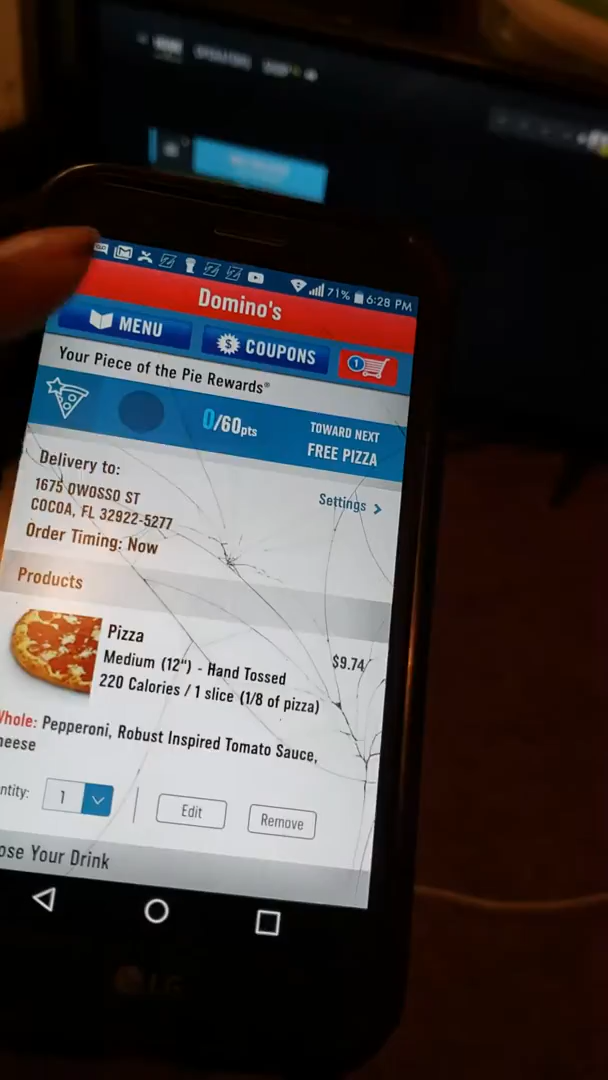 71% 6:28 PM
Domino's
MENU
$ COUPONS
1
Your Piece of the Pie Rewards®
0/60pts
TOWARD NEXT
FREE PIZZA
Delivery to:
1675 OWOSSO ST
COCOA, FL 32922-5277
Settings >
Order Timing: Now
Products
Pizza
Medium (12") - Hand Tossed
$9.74
220 Calories / 1 slice (1/8 of pizza)
Whole: Pepperoni, Robust Inspired Tomato Sauce,
heese
ntity: 1
Edit
Remove
ose Your Drink
LG